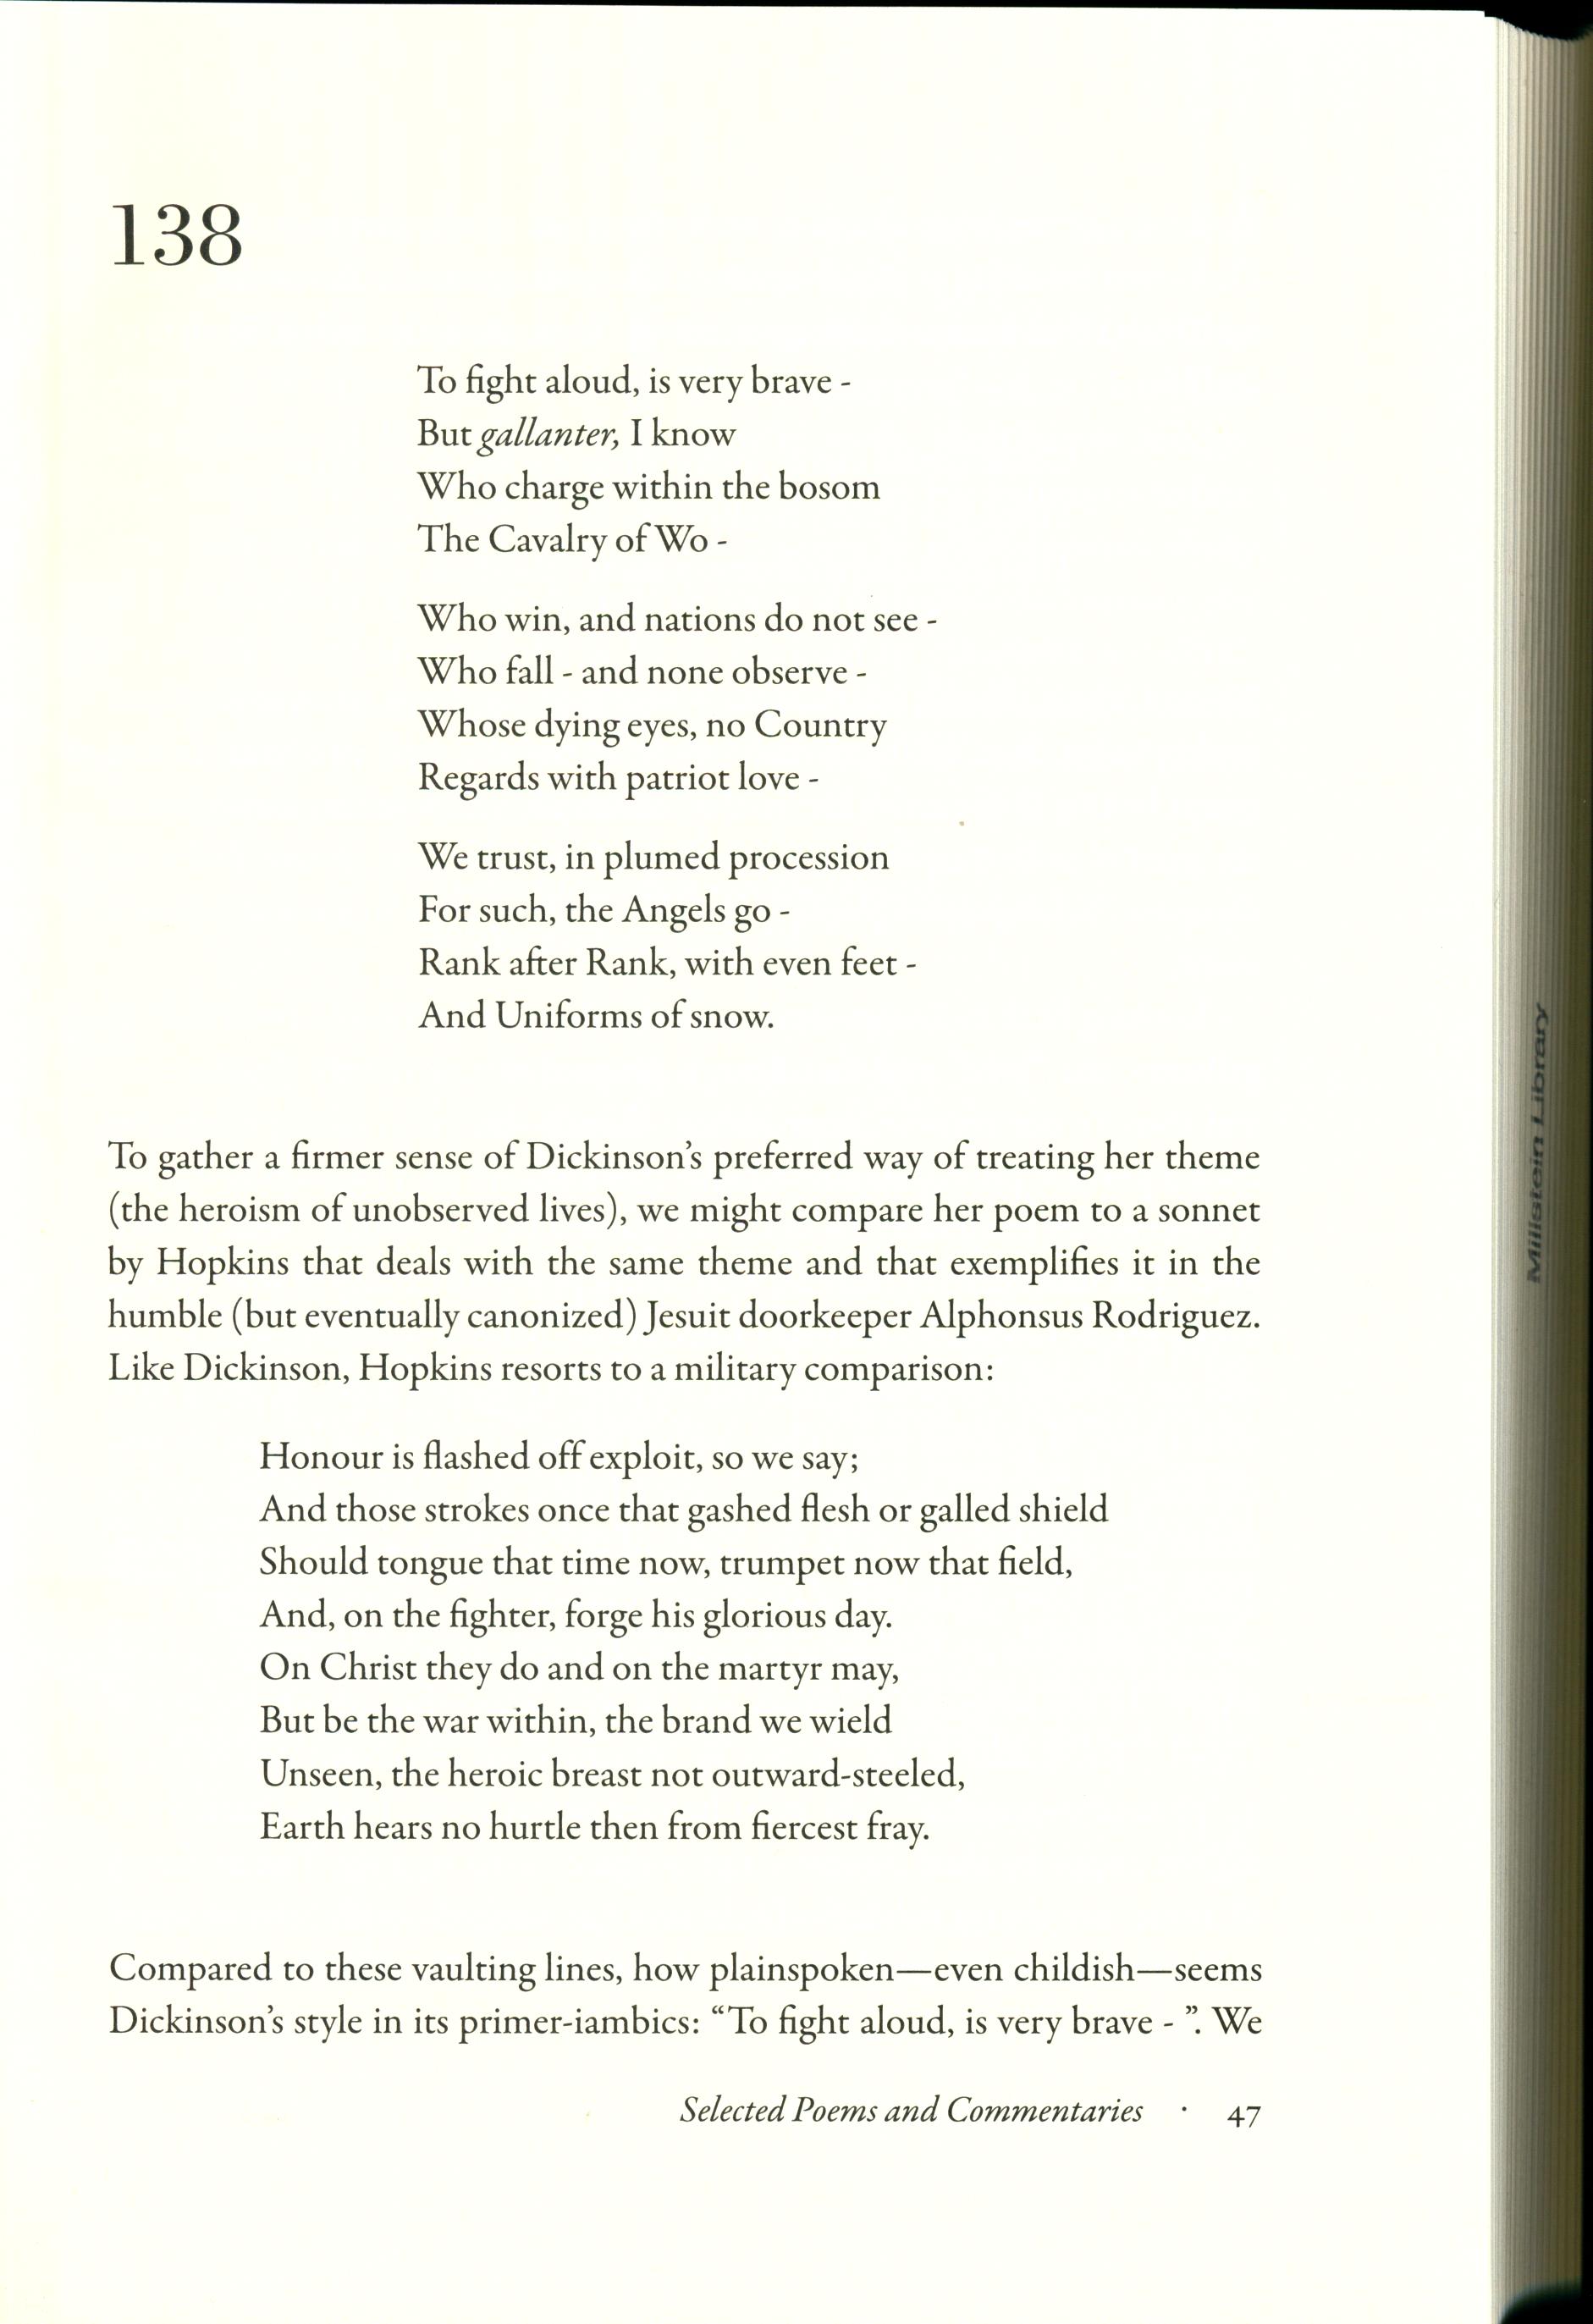 138
To fight aloud, is very brave -
But gallanter, I know
Who charge within the bosom
The Cavalry of Wo -
Who win, and nations do not see -
Who fall - and none observe -
Whose dying eyes, no Country
Regards with patriot love -
We trust, in plumed procession
For such, the Angels go -
Rank after Rank, with even feet -
And Uniforms of snow.
To gather a firmer sense of Dickinson’s preferred way of treating her theme
(the heroism of unobserved lives), we might compare her poem to a sonnet
by Hopkins that deals with the same theme and that exemplifies it in the
humble (but eventually canonized) Jesuit doorkeeper Alphonsus Rodriguez.
Like Dickinson, Hopkins resorts to a military comparison:
Honour is flashed off exploit, so we say;
And those strokes once that gashed flesh or galled shield
Should tongue that time now, trumpet now that field,
And, on the fighter, forge his glorious day.
On Christ they do and on the martyr may,
But be the war within, the brand we wield
Unseen, the heroic breast not outward-steeled,
Earth hears no hurtle then from fiercest fray.
Compared to these vaulting lines, how plainspoken—even childish—seems
Dickinson’s style in its primer-iambics: “To fight aloud, is very brave - ”. We
Selected Poems and Commentaries · 47
Millstein Library